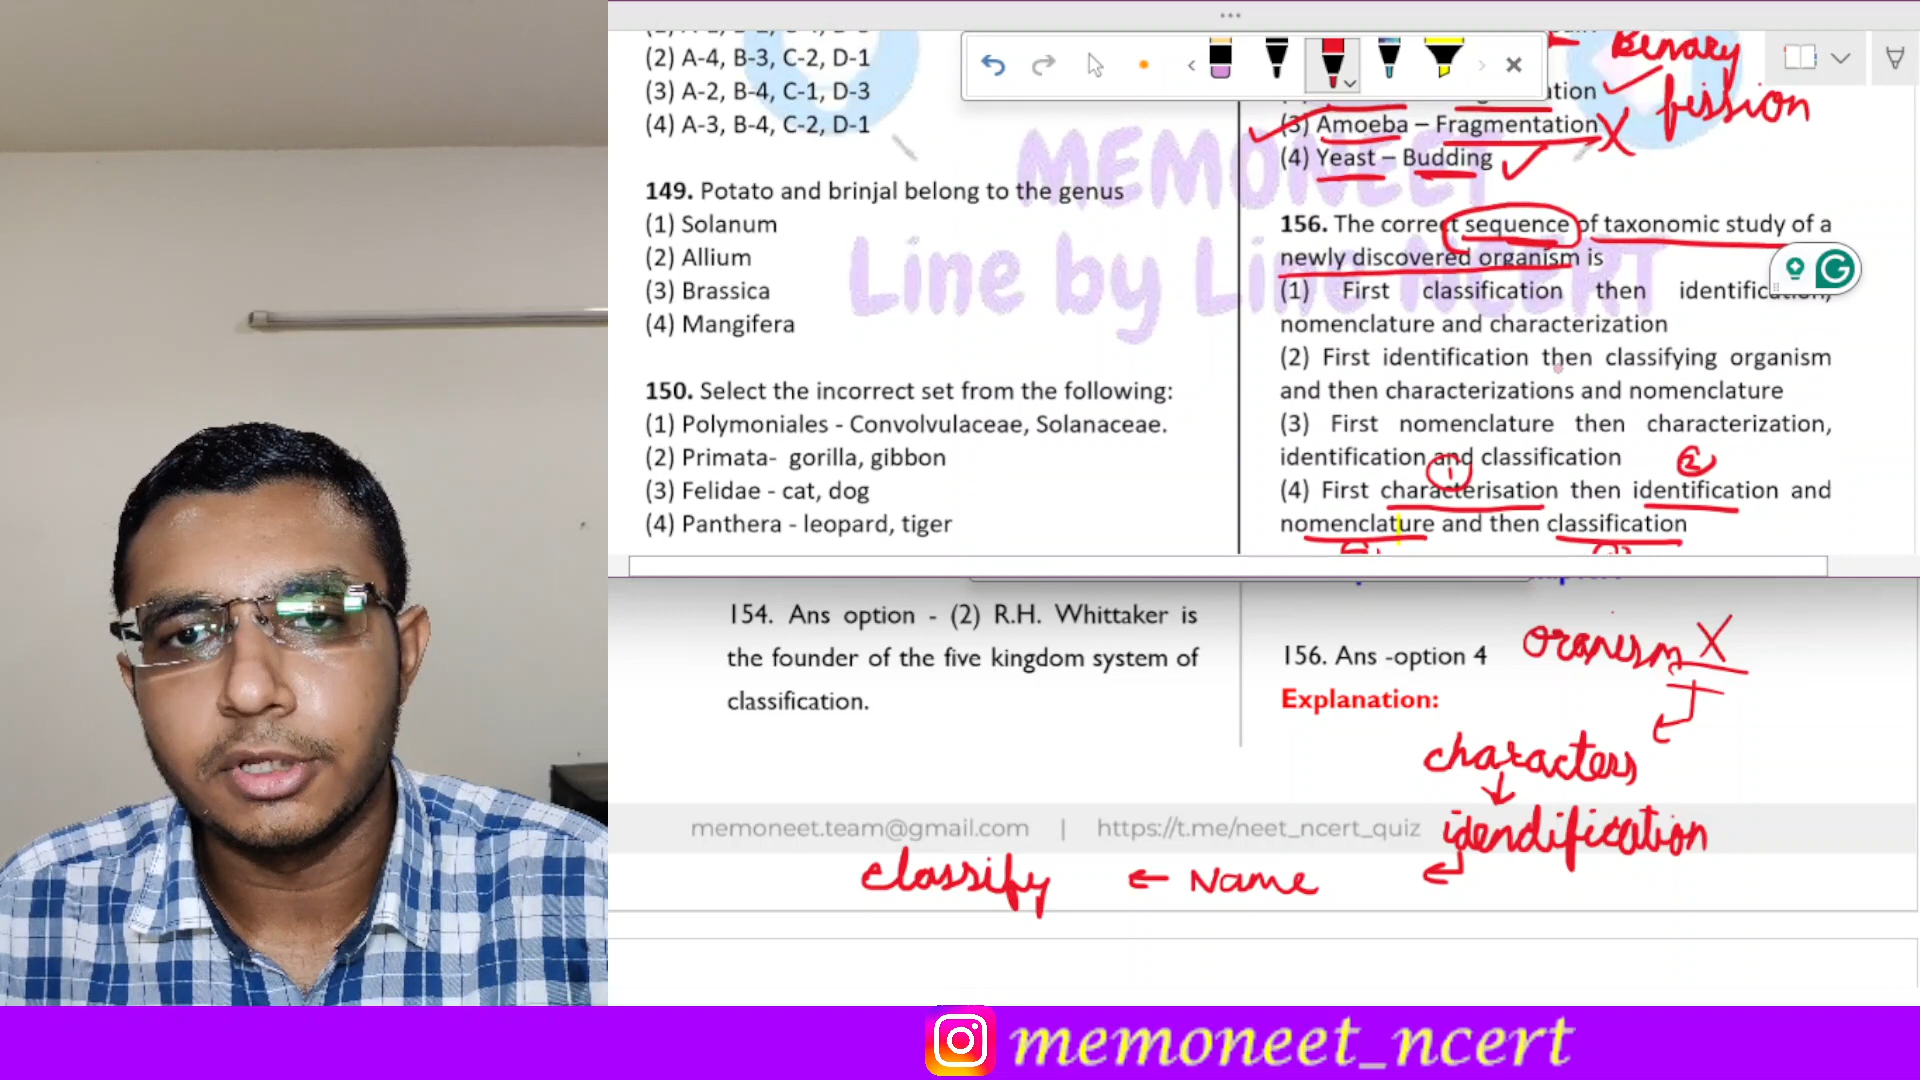 (2) A-4, B-3, C-2, D-1
(3) A-2, B-4, C-1, D-3
(4) A-3, B-4, C-2, D-1
149. Potato and brinjal belong to the genus
(1) Solanum
(2) Allium
(3) Brassica
(4) Mangifera
150. Select the incorrect set from the following:
(1) Polymoniales - Convolvulaceae, Solanaceae.
(2) Primata- gorilla, gibbon
(3) Felidae - cat, dog
(4) Panthera - leopard, tiger
Binary
fission
(3) Amoeba – Fragmentation X
(4) Yeast – Budding
MEMONEET
Line by Line NCERT
156. The correct sequence of taxonomic study of a
newly discovered organism is
(1) First classification then
nomenclature and characterization
(2) First identification then classifying organism
and then characterizations and nomenclature
(3) First nomenclature then characterization,
identification and classification
1 2
(4) First characterisation then identification and
nomenclature and then classification
154. Ans option - (2) R.H. Whittaker is
the founder of the five kingdom system of
classification.
156. Ans -option 4
Explanation:
oranism X
characters
idendification
Name
classify
memoneet.team@gmail.com | https://t.me/neet_ncert_quiz
memoneet_ncert